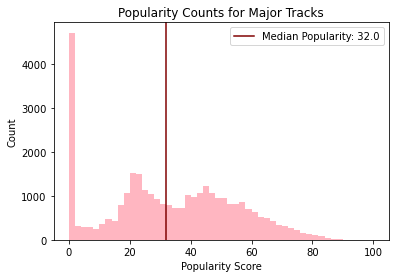 Popularity Counts for Major Tracks
Median Popularity: 32.0
Count
4000
3000
2000
1000
0
0 20 40 60 80 100
Popularity Score